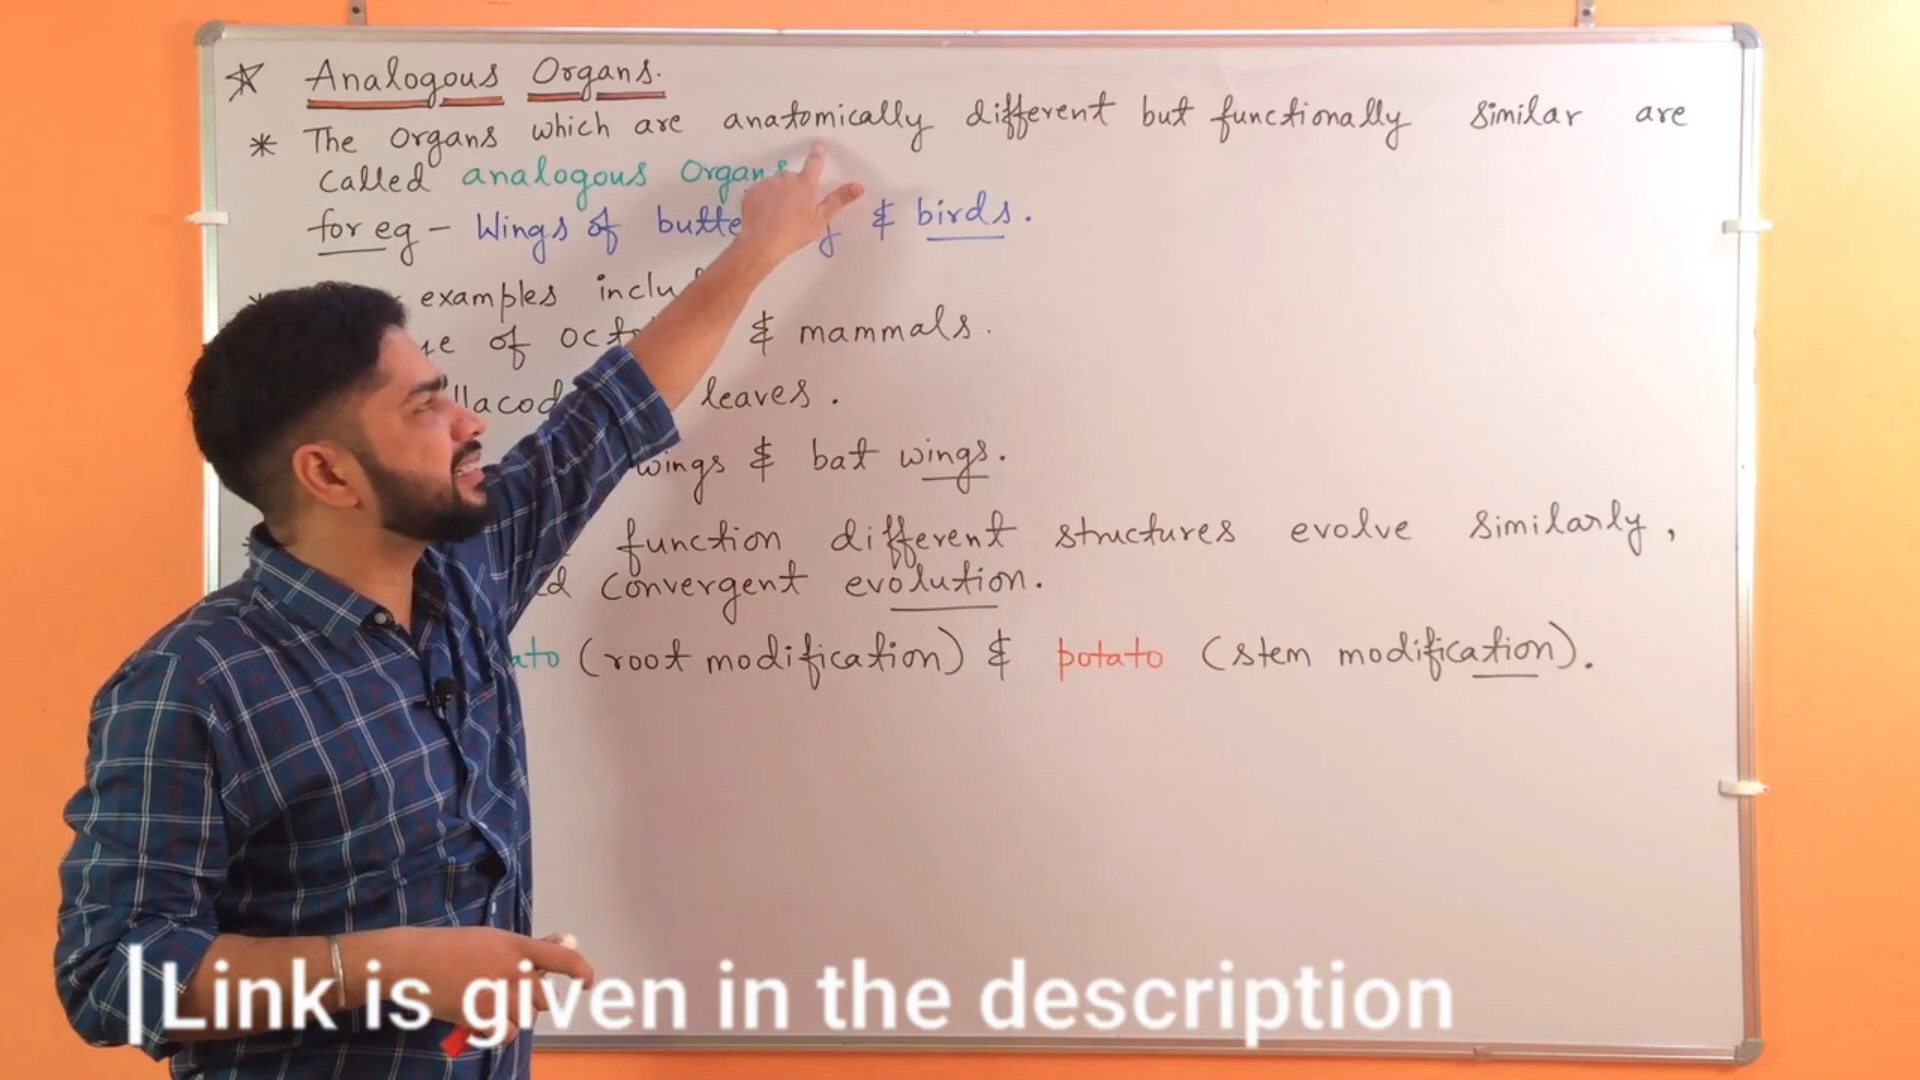 Analogous Organs.
* The organs which are anatomically different but functionally similar are
called analogous organs
for eg - Wings of & birds.
examples
of & mammals.
leaves.
wings & bat wings.
function different structures evolve similarly,
convergent evolution.
(root modification) & potato (stem modification).
Link is given in the description